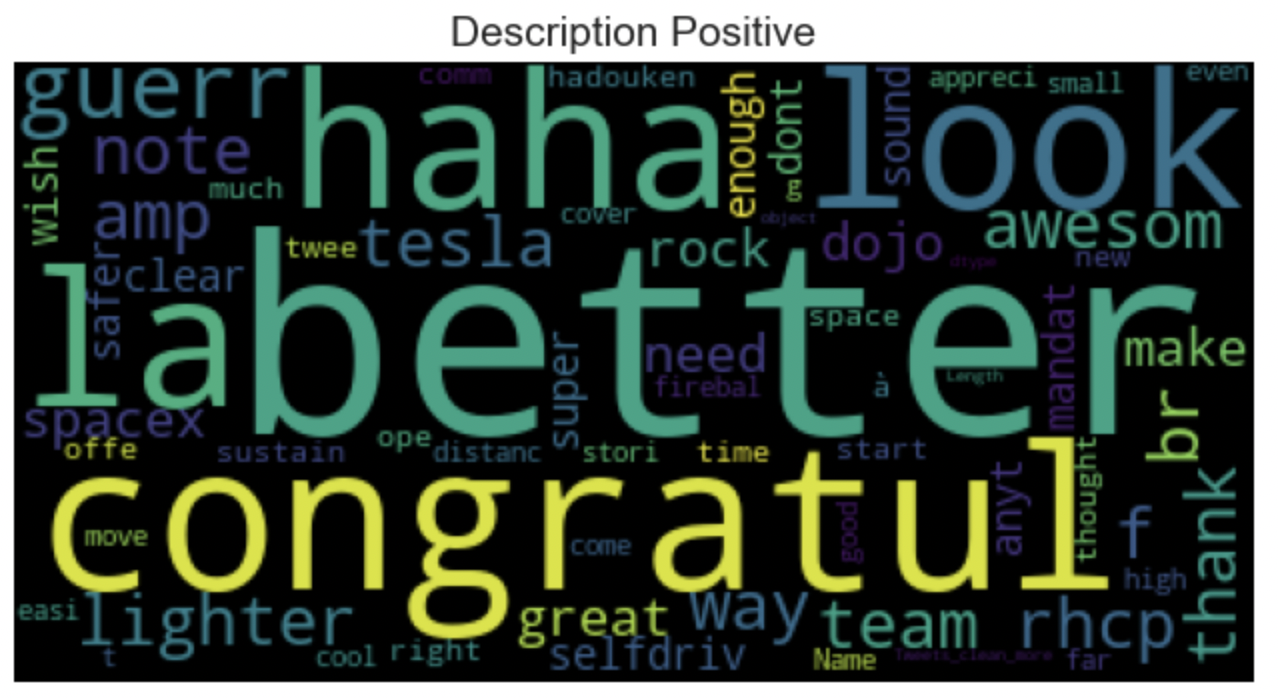 Description Positive
guerr
comm
hadouken
haha
look
enough
dont
sound
appreci
small
even
wish
note
much
g
amp
cover
object
awesom
safer
clear
twee
tesla
rock
dojo
dtype
new
la
better
super
need
firebal
space
à
Length
mandat
make
spacex
offe
sustain
ope
distanc
stori
time
start
br
congratul
move
come
good
anyt
thought
f
thank
high
easi
lighter
great
way
team
rhcp
t
cool
right
selfdriv
Name
Tweets_clean_more
far